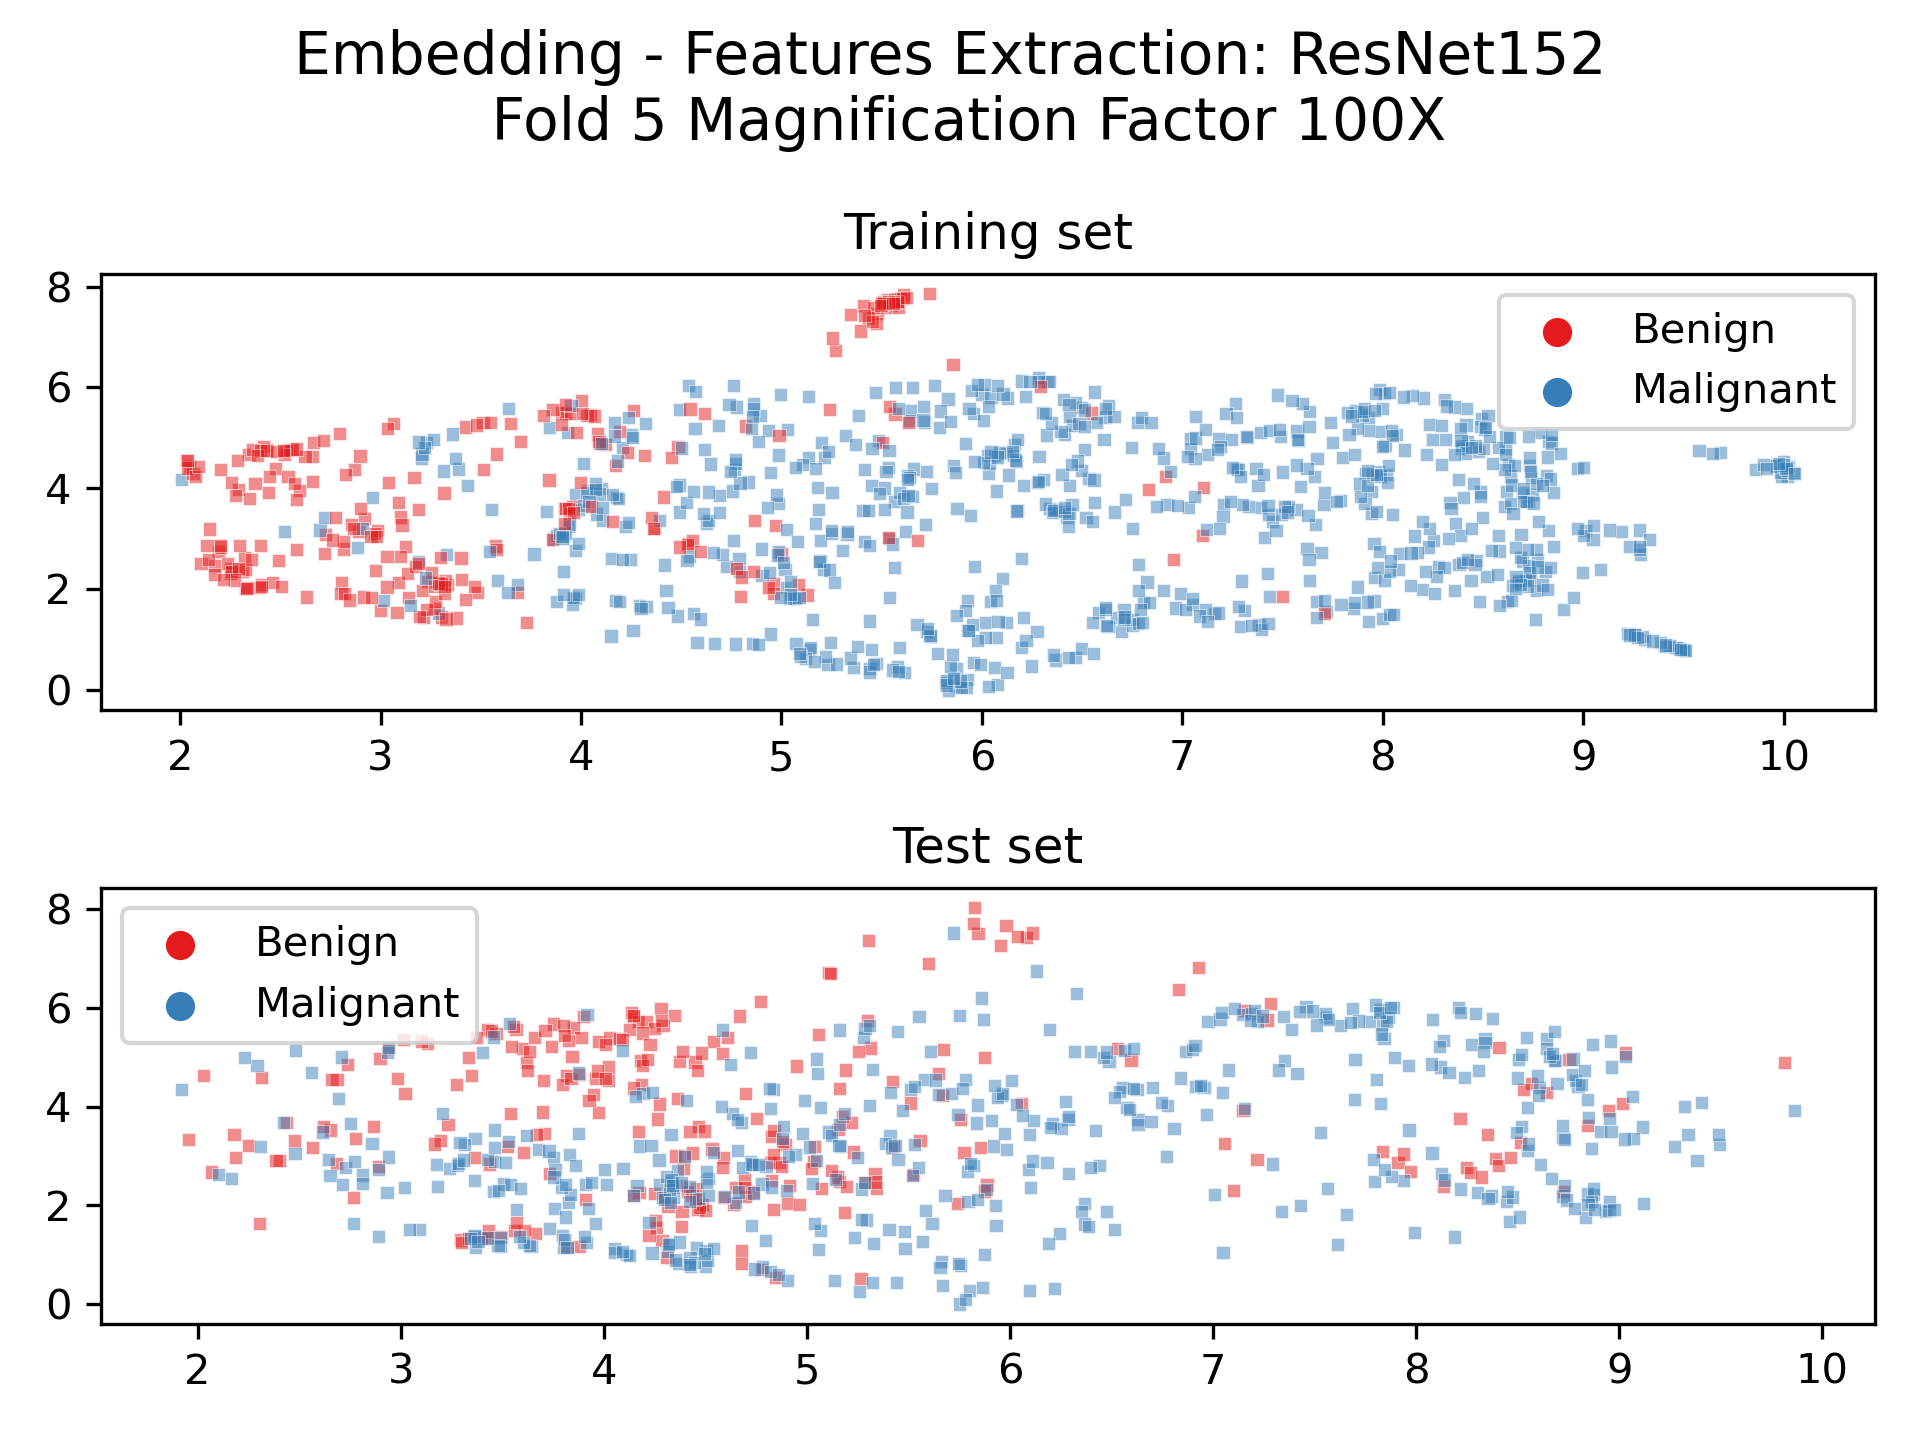 Embedding - Features Extraction: ResNet152
Fold 5 Magnification Factor 100X
Training set
8
6
4
2
0
Benign
Malignant
2 3 4 5 6 7 8 9 10
Test set
8
6
4
2
0
Benign
Malignant
2 3 4 5 6 7 8 9 10